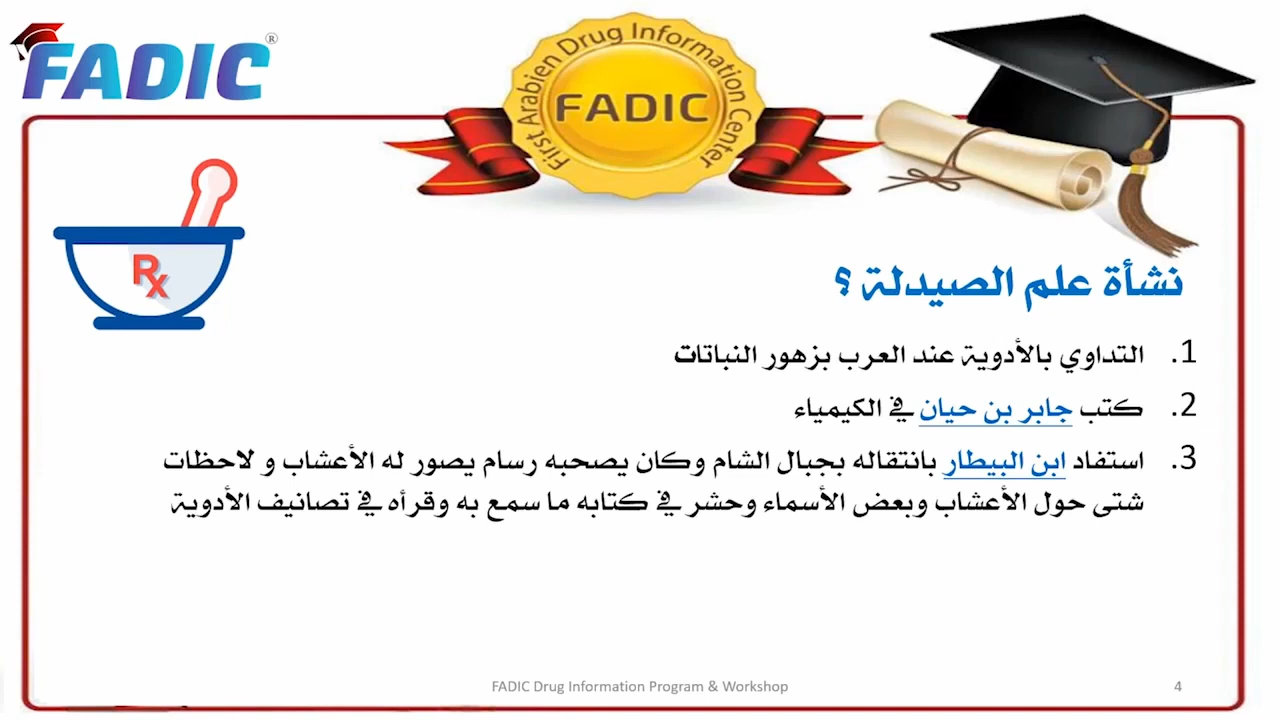 FADIC®
First Arabien Drug Information Center
FADIC
Rx
نشأة علم الصيدلة ؟
1. التداوي بالأدوية عند العرب بزهور النباتات
2. كتب جابر بن حيان في الكيمياء
3. استفاد ابن البيطار بانتقاله بجبال الشام وكان يصحبه رسام يصور له الأعشاب و لاحظات
شتى حول الأعشاب وبعض الأسماء وحشر في كتابه ما سمع به وقرأه في تصانيف الأدوية
FADIC Drug Information Program & Workshop
4